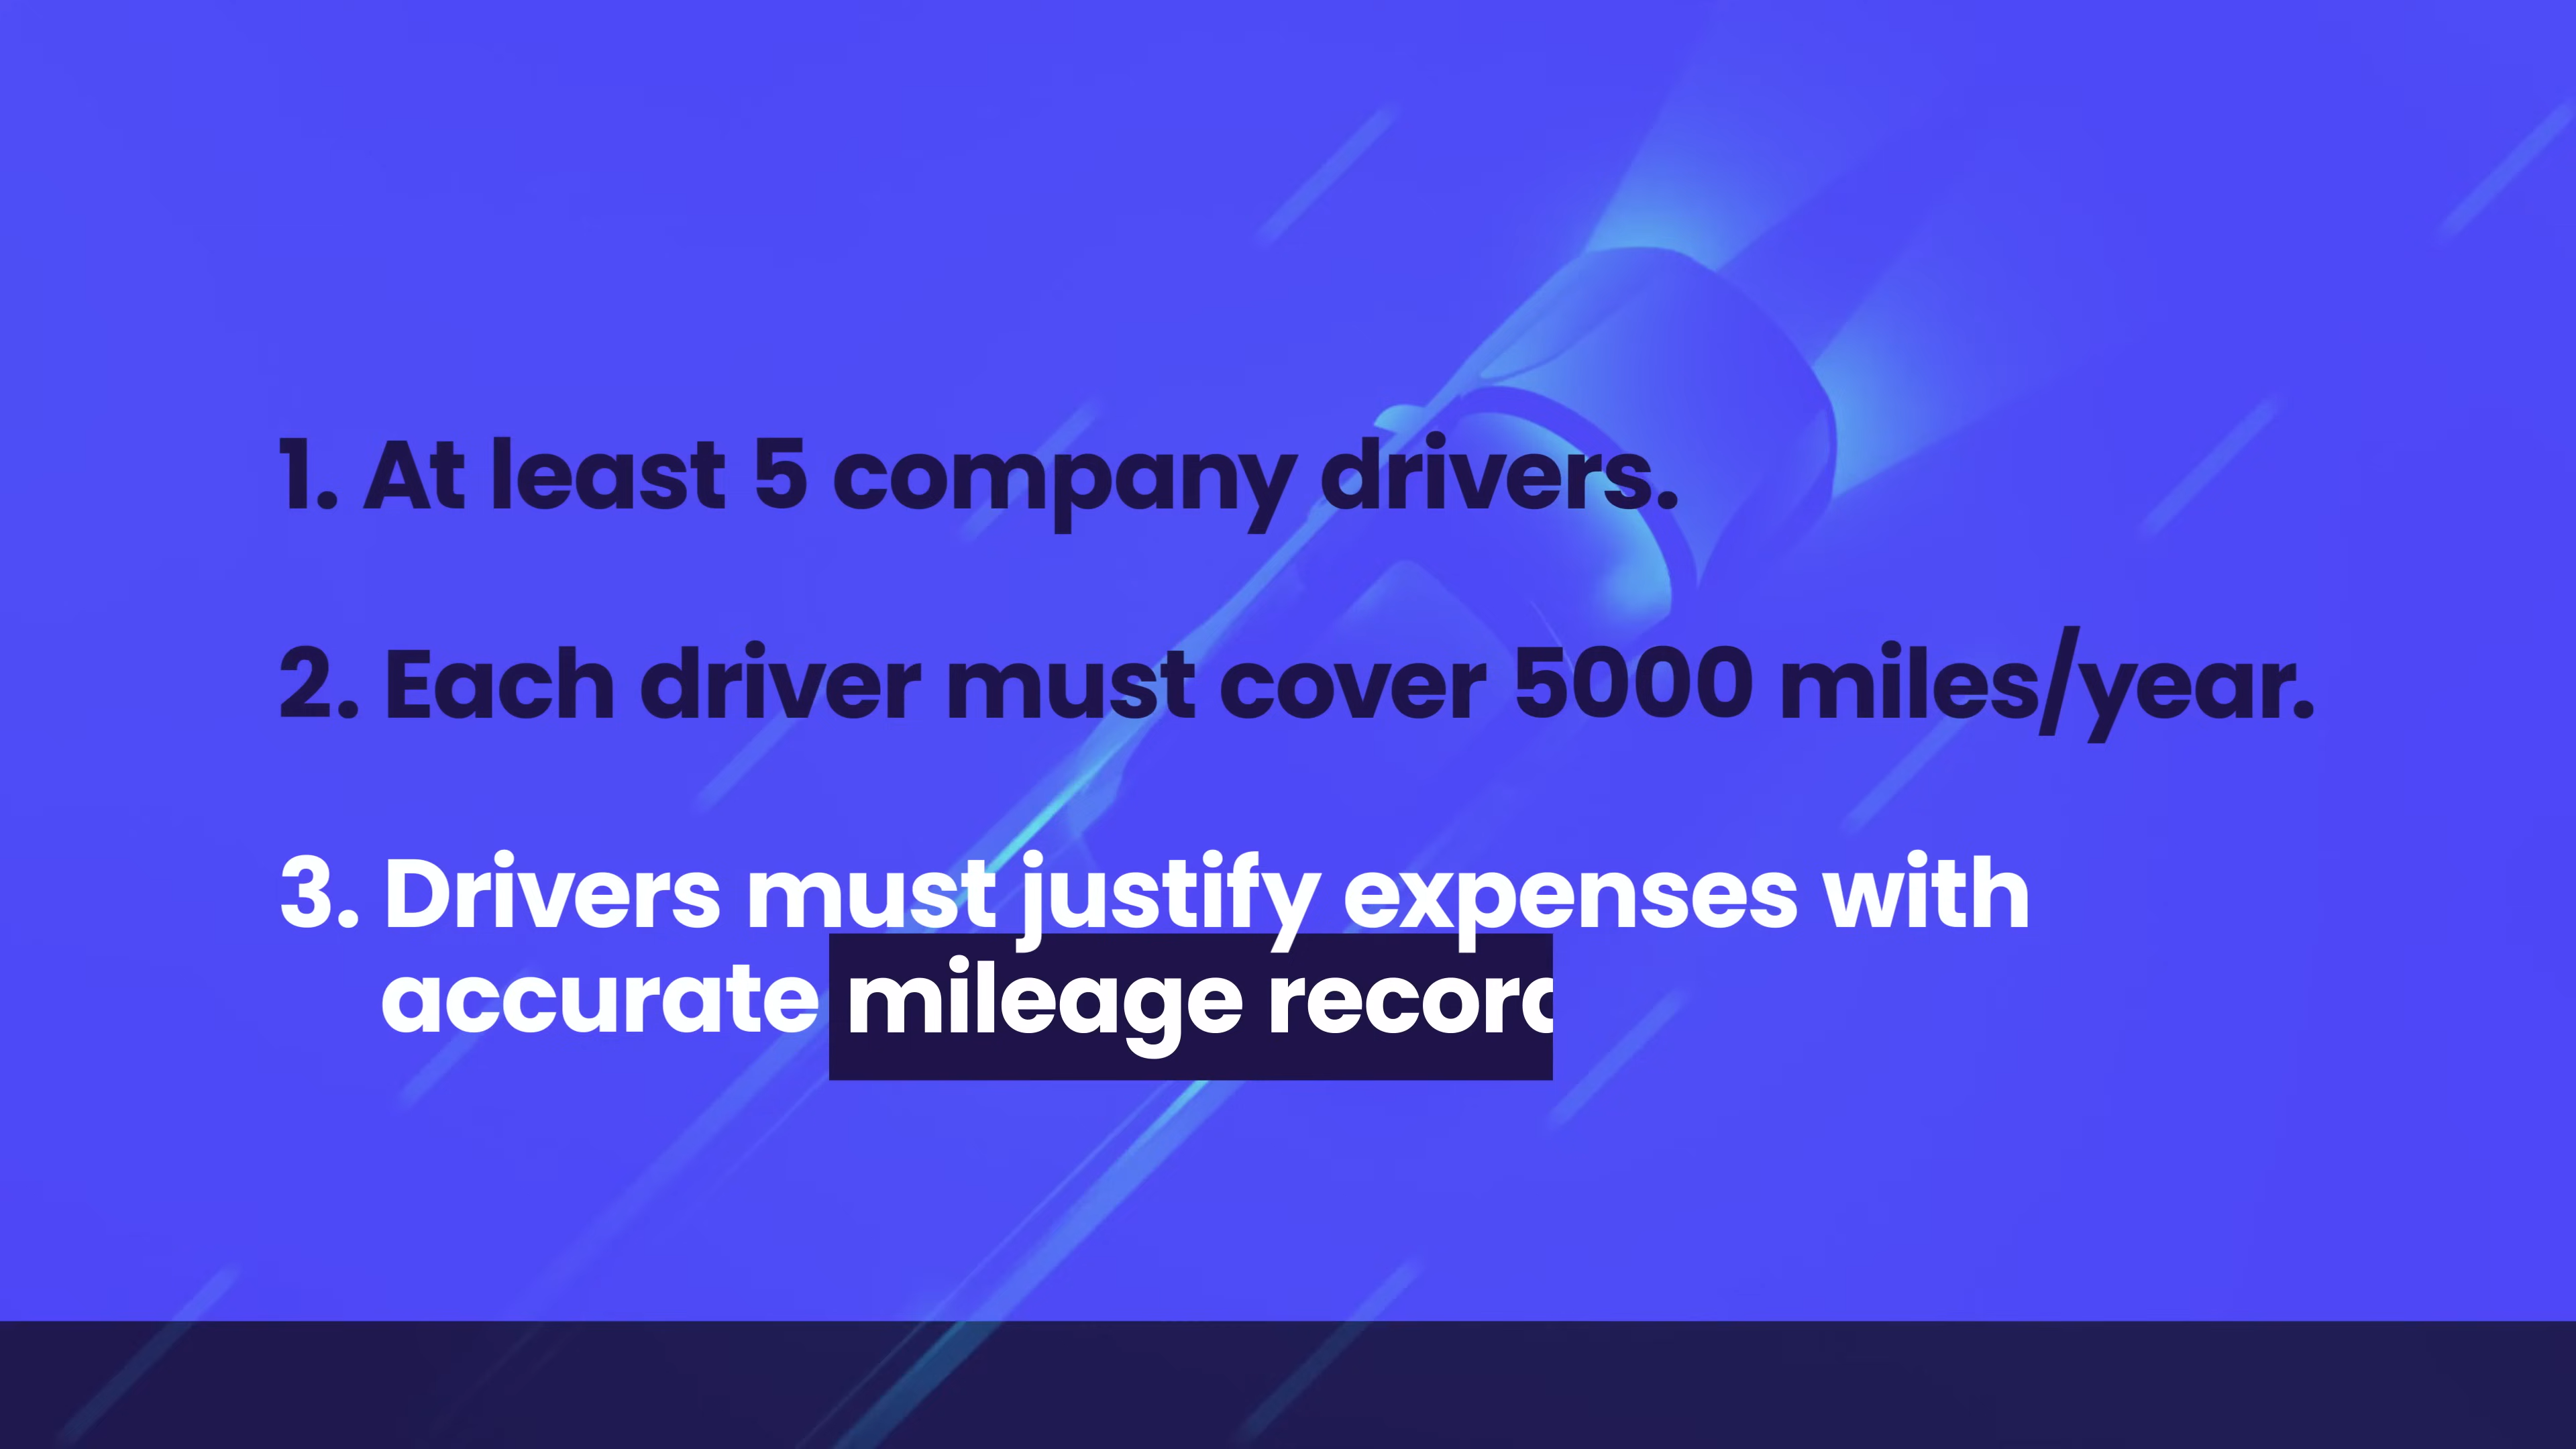 1. At least 5 company drivers.
2. Each driver must cover 5000 miles/year.
3. Drivers must justify expenses with
accurate mileage